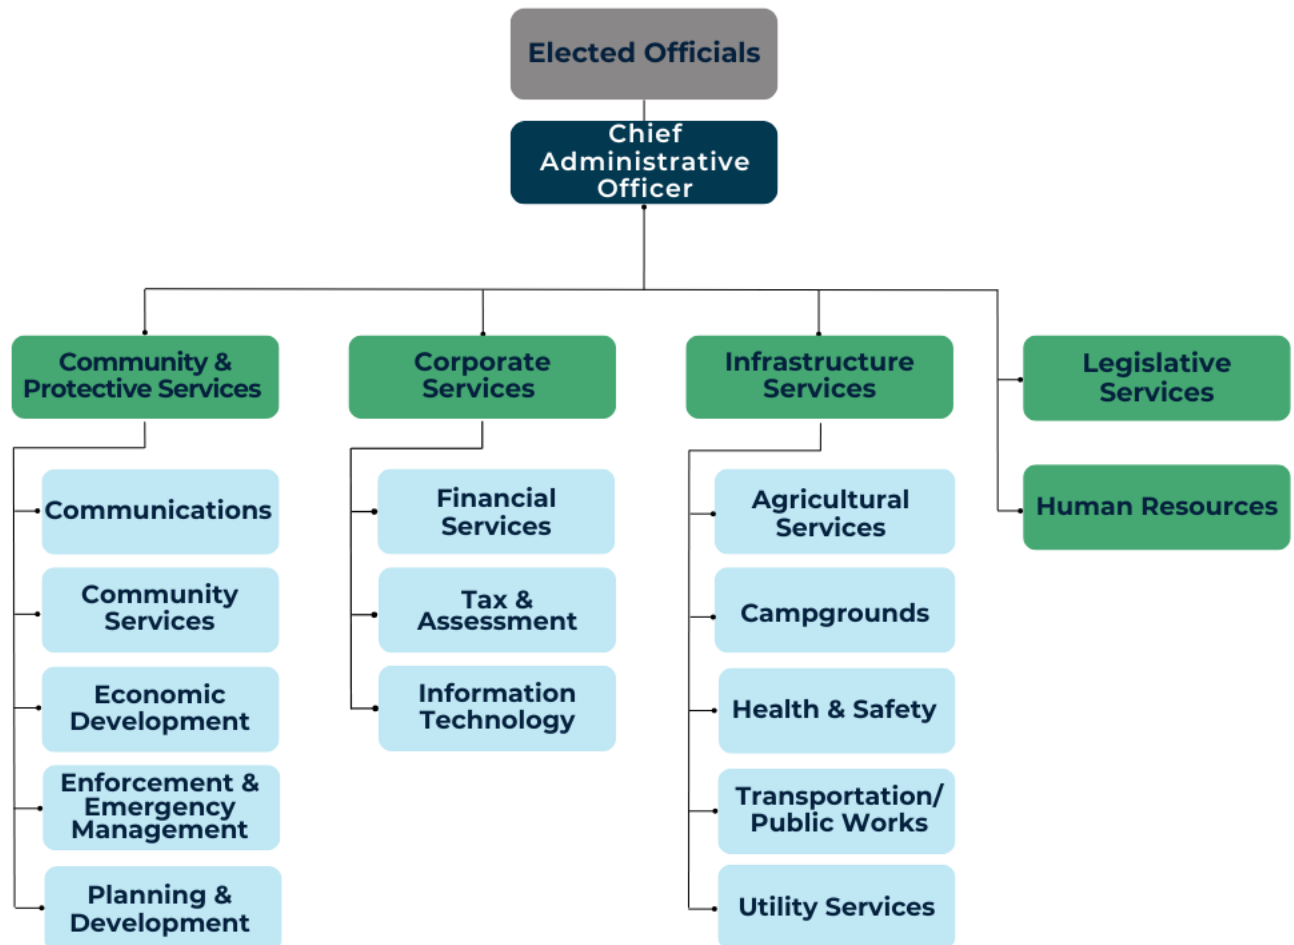 Elected Officials
Chief
Administrative
Officer
Community &
Protective Services
Corporate
Services
Infrastructure
Services
Legislative
Services
Human Resources
Communications
Community
Services
Economic
Development
Enforcement &
Emergency
Management
Planning &
Development
Financial
Services
Tax &
Assessment
Information
Technology
Agricultural
Services
Campgrounds
Health & Safety
Transportation/
Public Works
Utility Services